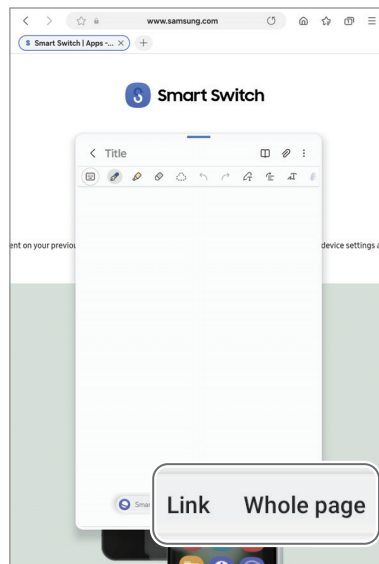 www.samsung.com
Smart Switch | Apps -...
Smart Switch
Title
ent on your previou
device settings a
Smar
Link Whole page